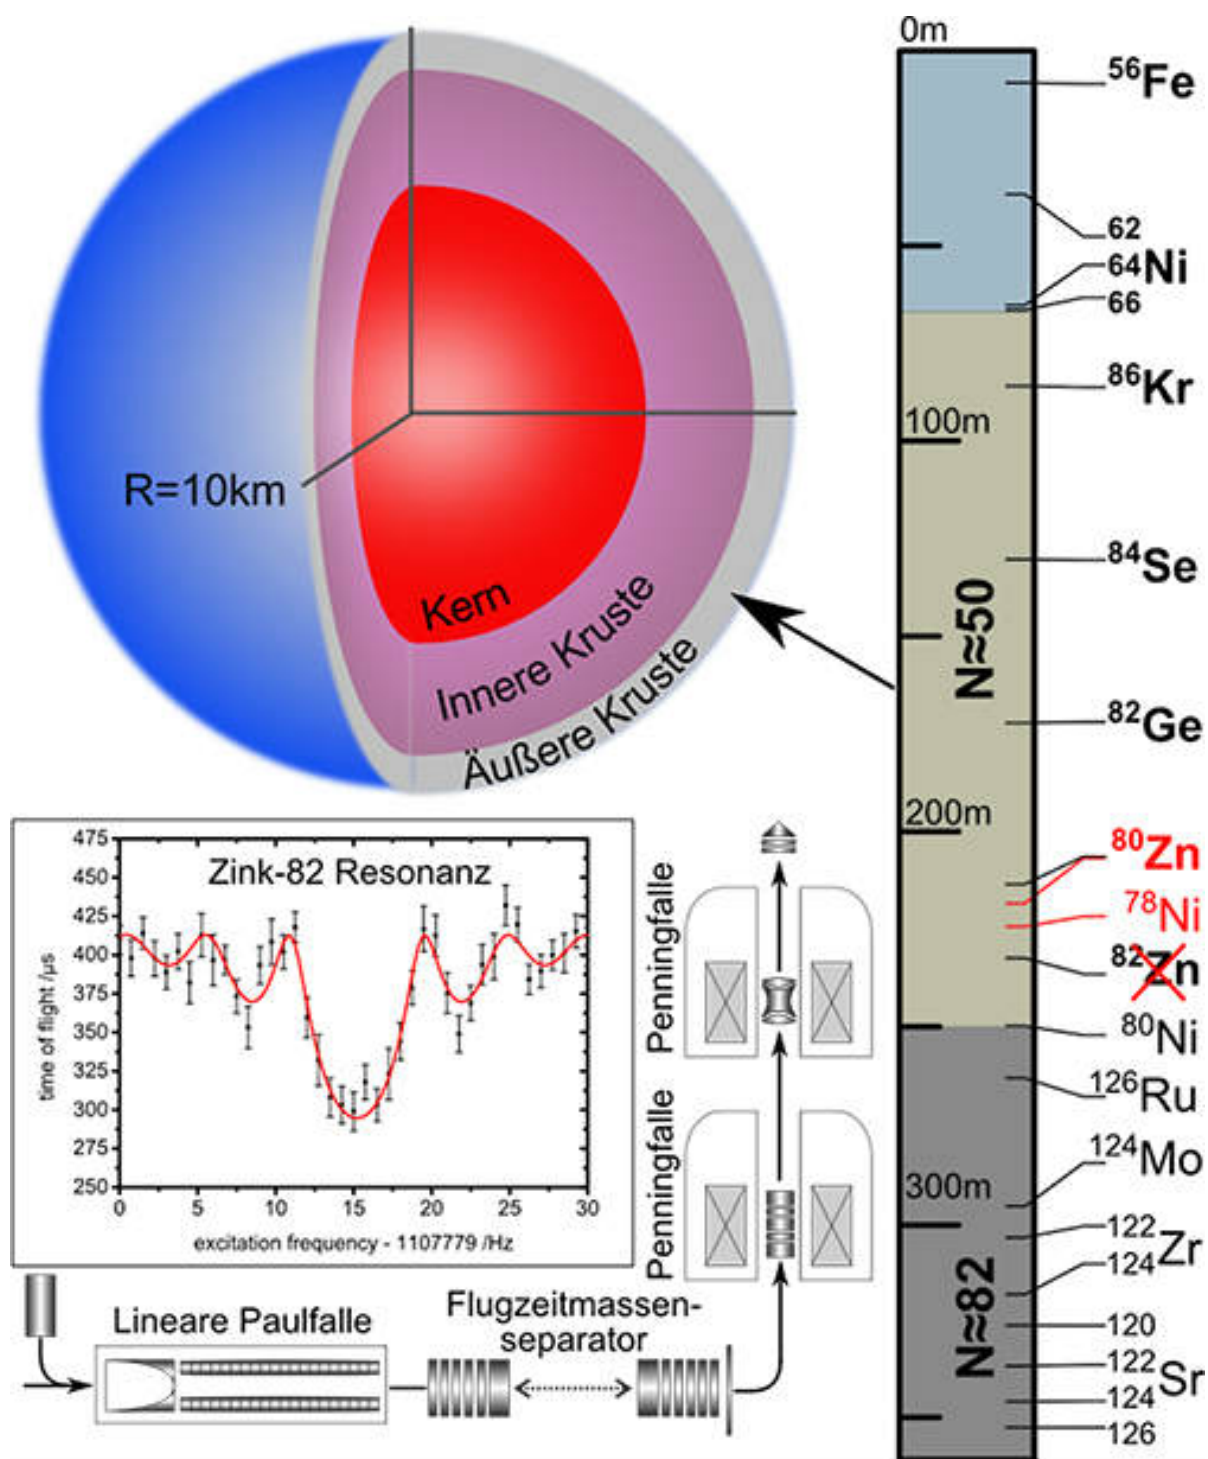 R=10km
Kern
Innere Kruste
Äußere Kruste
0m
56Fe
62
64Ni
66
86Kr
100m
84Se
N≈50
82Ge
200m
80Zn
78Ni
82Zn
80Ni
126Ru
124Mo
300m
122
124Zr
N≈82
120
122Sr
124
126
Zink-82 Resonanz
time of flight /µs
475
450
425
400
375
350
325
300
275
250
0 5 10 15 20 25 30
excitation frequency - 1107779 /Hz
Penningfalle
Penningfalle
Lineare Paulfalle
Flugzeitmassen-
separator